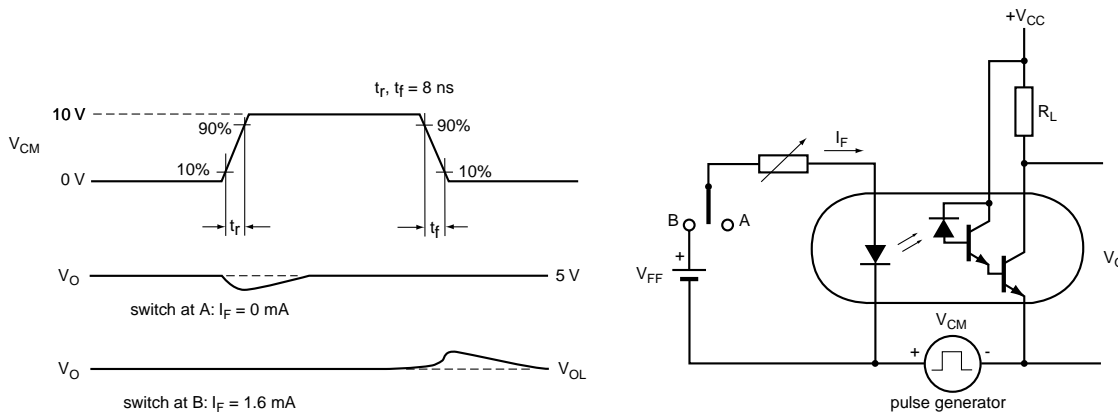 t_r, t_f = 8 ns
10 V
90%
90%
V_CM
10%
10%
0 V
t_r
t_f
V_O
5 V
switch at A: I_F = 0 mA
V_O
V_OL
switch at B: I_F = 1.6 mA
+V_CC
R_L
I_F
B
A
+
V_FF
V_CM
+
-
pulse generator